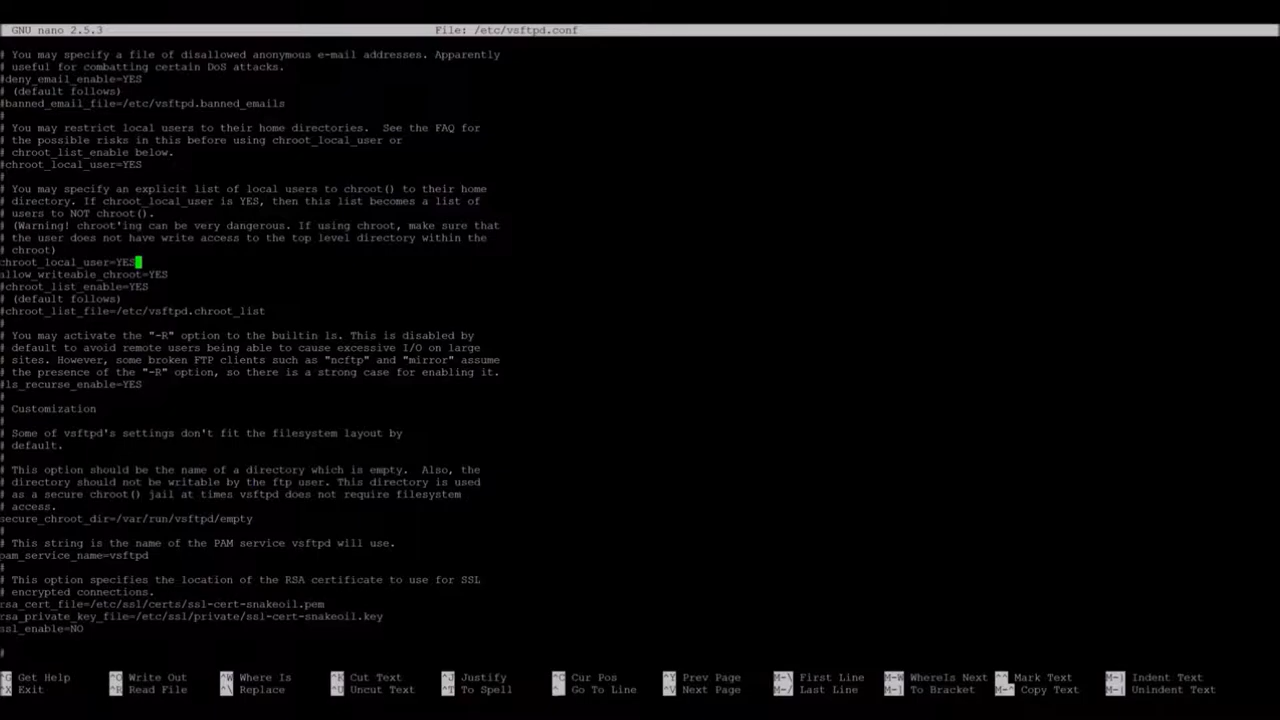 GNU nano 2.5.3 File: /etc/vsftpd.conf
# You may specify a file of disallowed anonymous e-mail addresses. Apparently
# useful for combatting certain DoS attacks.
#deny_email_enable=YES
# (default follows)
#banned_email_file=/etc/vsftpd.banned_emails
#
# You may restrict local users to their home directories.  See the FAQ for
# the possible risks in this before using chroot_local_user or
# chroot_list_enable below.
#chroot_local_user=YES
#
# You may specify an explicit list of local users to chroot() to their home
# directory. If chroot_local_user is YES, then this list becomes a list of
# users to NOT chroot().
# (Warning! chroot'ing can be very dangerous. If using chroot, make sure that
# the user does not have write access to the top level directory within the
# chroot)
chroot_local_user=YES
allow_writeable_chroot=YES
#chroot_list_enable=YES
# (default follows)
#chroot_list_file=/etc/vsftpd.chroot_list
#
# You may activate the "-R" option to the builtin ls. This is disabled by
# default to avoid remote users being able to cause excessive I/O on large
# sites. However, some broken FTP clients such as "ncftp" and "mirror" assume
# the presence of the "-R" option, so there is a strong case for enabling it.
#ls_recurse_enable=YES
#
# Customization
#
# Some of vsftpd's settings don't fit the filesystem layout by
# default.
#
# This option should be the name of a directory which is empty.  Also, the
# directory should not be writable by the ftp user. This directory is used
# as a secure chroot() jail at times vsftpd does not require filesystem
# access.
secure_chroot_dir=/var/run/vsftpd/empty
#
# This string is the name of the PAM service vsftpd will use.
pam_service_name=vsftpd
#
# This option specifies the location of the RSA certificate to use for SSL
# encrypted connections.
rsa_cert_file=/etc/ssl/certs/ssl-cert-snakeoil.pem
rsa_private_key_file=/etc/ssl/private/ssl-cert-snakeoil.key
ssl_enable=NO
#
^G Get Help ^O Write Out ^W Where Is ^K Cut Text ^J Justify ^C Cur Pos ^Y Prev Page M-\ First Line M-W WhereIs Next ^^ Mark Text M-} Indent Text
^X Exit ^R Read File ^\ Replace ^U Uncut Text ^T To Spell ^_ Go To Line ^V Next Page M-/ Last Line M-] To Bracket M-^ Copy Text M-{ Unindent Text